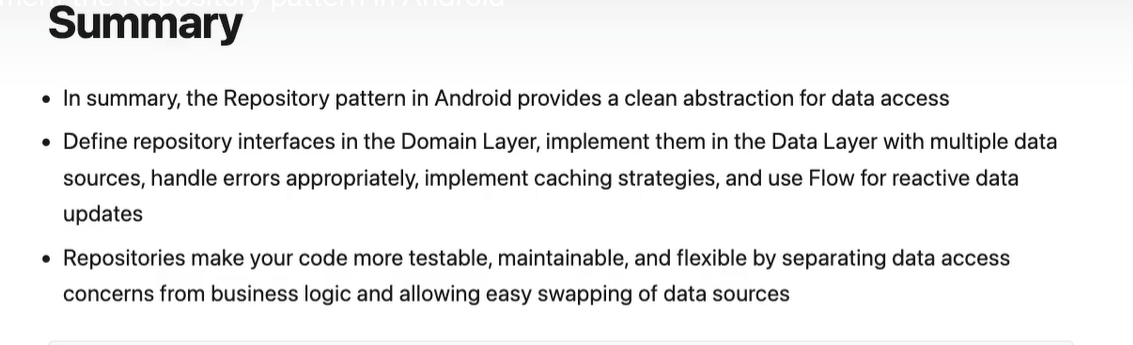 Summary
• In summary, the Repository pattern in Android provides a clean abstraction for data access
• Define repository interfaces in the Domain Layer, implement them in the Data Layer with multiple data
sources, handle errors appropriately, implement caching strategies, and use Flow for reactive data
updates
• Repositories make your code more testable, maintainable, and flexible by separating data access
concerns from business logic and allowing easy swapping of data sources